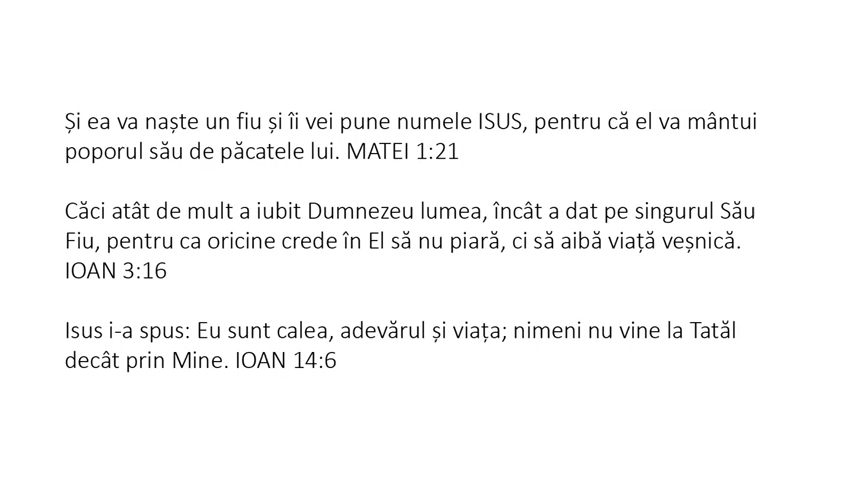 Și ea va naște un fiu și îi vei pune numele ISUS, pentru că el va mântui
poporul său de păcatele lui. MATEI 1:21
Căci atât de mult a iubit Dumnezeu lumea, încât a dat pe singurul Său
Fiu, pentru ca oricine crede în El să nu piară, ci să aibă viață veșnică.
IOAN 3:16
Isus i-a spus: Eu sunt calea, adevărul și viața; nimeni nu vine la Tatăl
decât prin Mine. IOAN 14:6